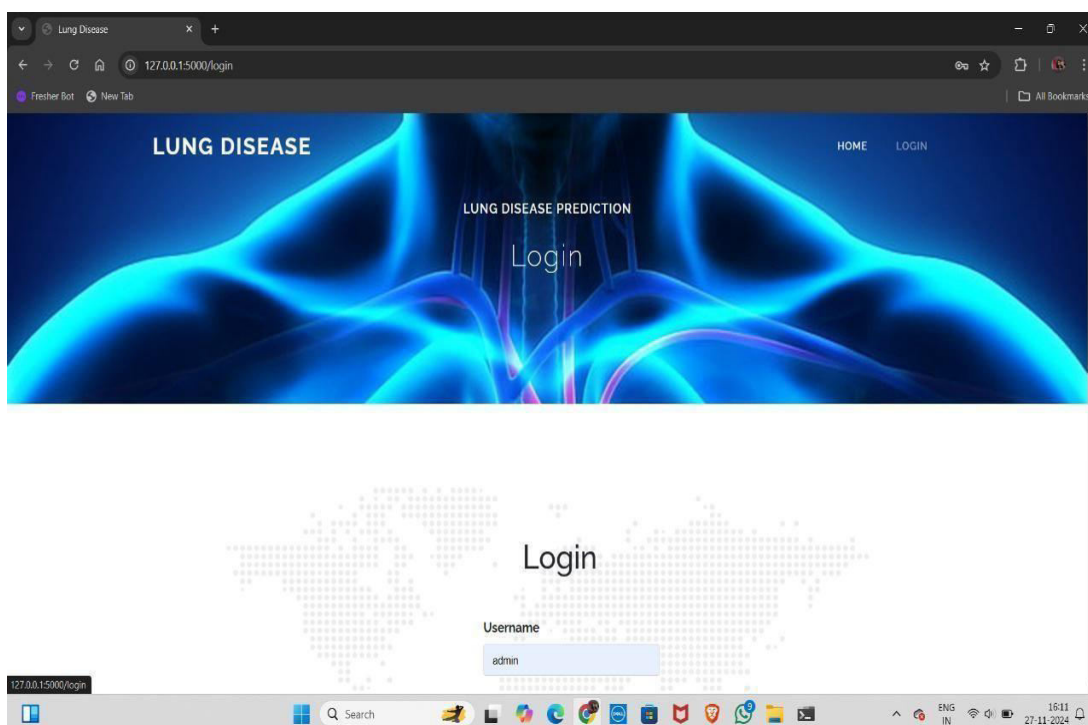 Lung Disease
127.0.0.1:5000/login
Fresher Bot New Tab All Bookmarks
LUNG DISEASE HOME LOGIN
LUNG DISEASE PREDICTION
Login
Login
Username
admin
127.0.0.1:5000/login
Search
ENG
IN
16:11
27-11-2024